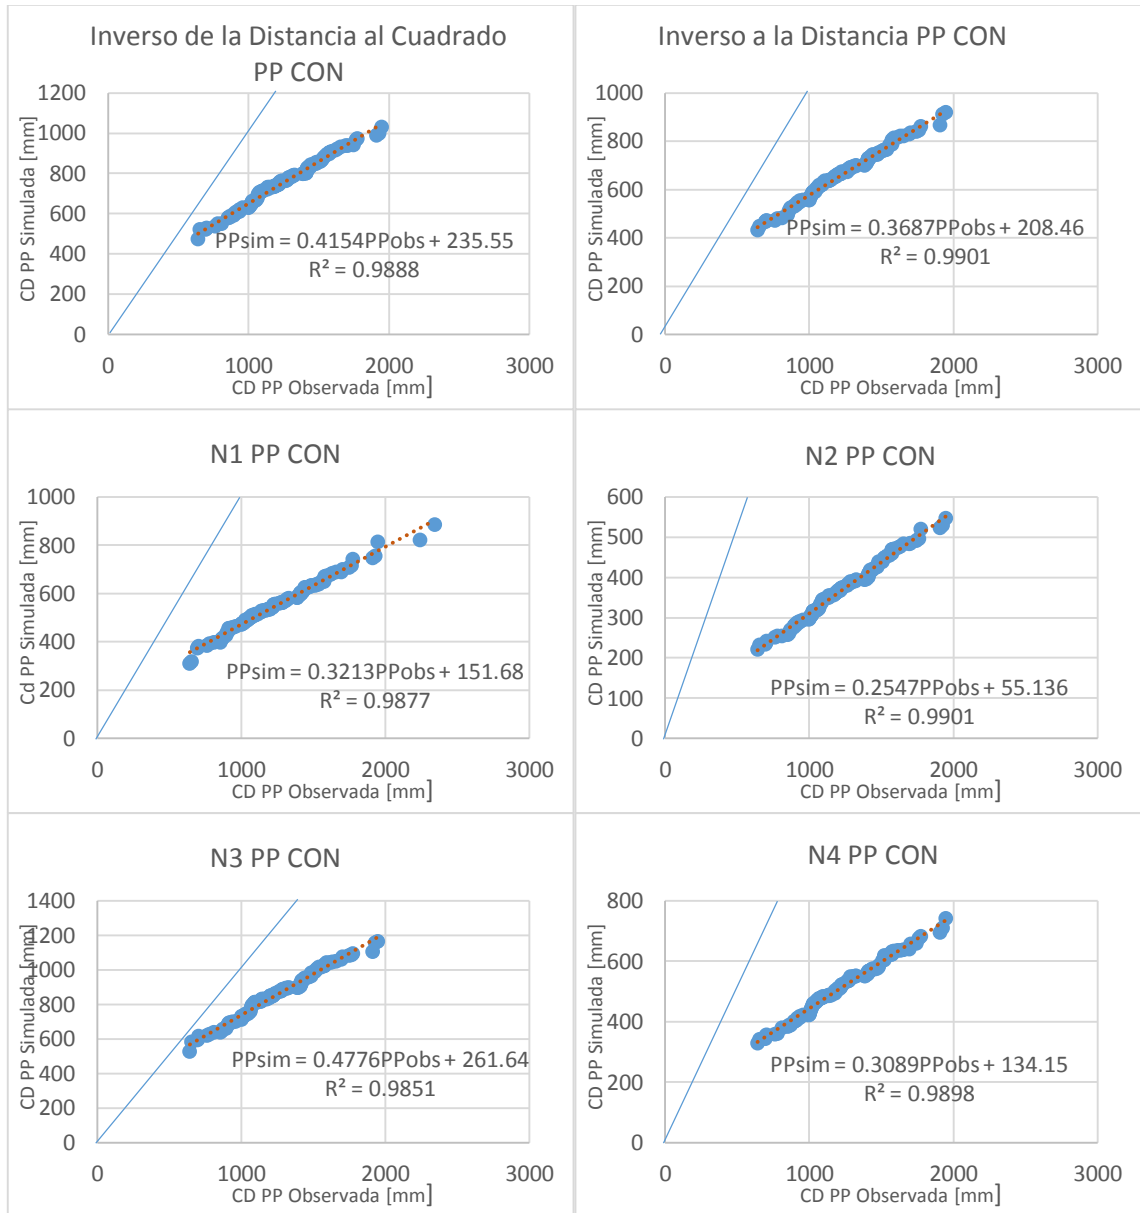 Inverso de la Distancia al Cuadrado
PP CON
1200
1000
800
600
400
200
0
CD PP Simulada [mm]
PPsim = 0.4154PPobs + 235.55
R² = 0.9888
0 1000 2000 3000
CD PP Observada [mm]
Inverso a la Distancia PP CON
1000
800
600
400
200
0
CD PP Simulada [mm]
PPsim = 0.3687PPobs + 208.46
R² = 0.9901
0 1000 2000 3000
CD PP Observada [mm]
N1 PP CON
1000
800
600
400
200
0
Cd PP Simulada [mm]
PPsim = 0.3213PPobs + 151.68
R² = 0.9877
0 1000 2000 3000
CD PP Observada [mm]
N2 PP CON
600
500
400
300
200
100
0
CD PP Simulada [mm]
PPsim = 0.2547PPobs + 55.136
R² = 0.9901
0 1000 2000 3000
CD PP Observada [mm]
N3 PP CON
1400
1200
1000
800
600
400
200
0
CD PP Simulada [mm]
PPsim = 0.4776PPobs + 261.64
R² = 0.9851
0 1000 2000 3000
CD PP Observada [mm]
N4 PP CON
800
600
400
200
0
CD PP Simulada [mm]
PPsim = 0.3089PPobs + 134.15
R² = 0.9898
0 1000 2000 3000
CD PP Observada [mm]